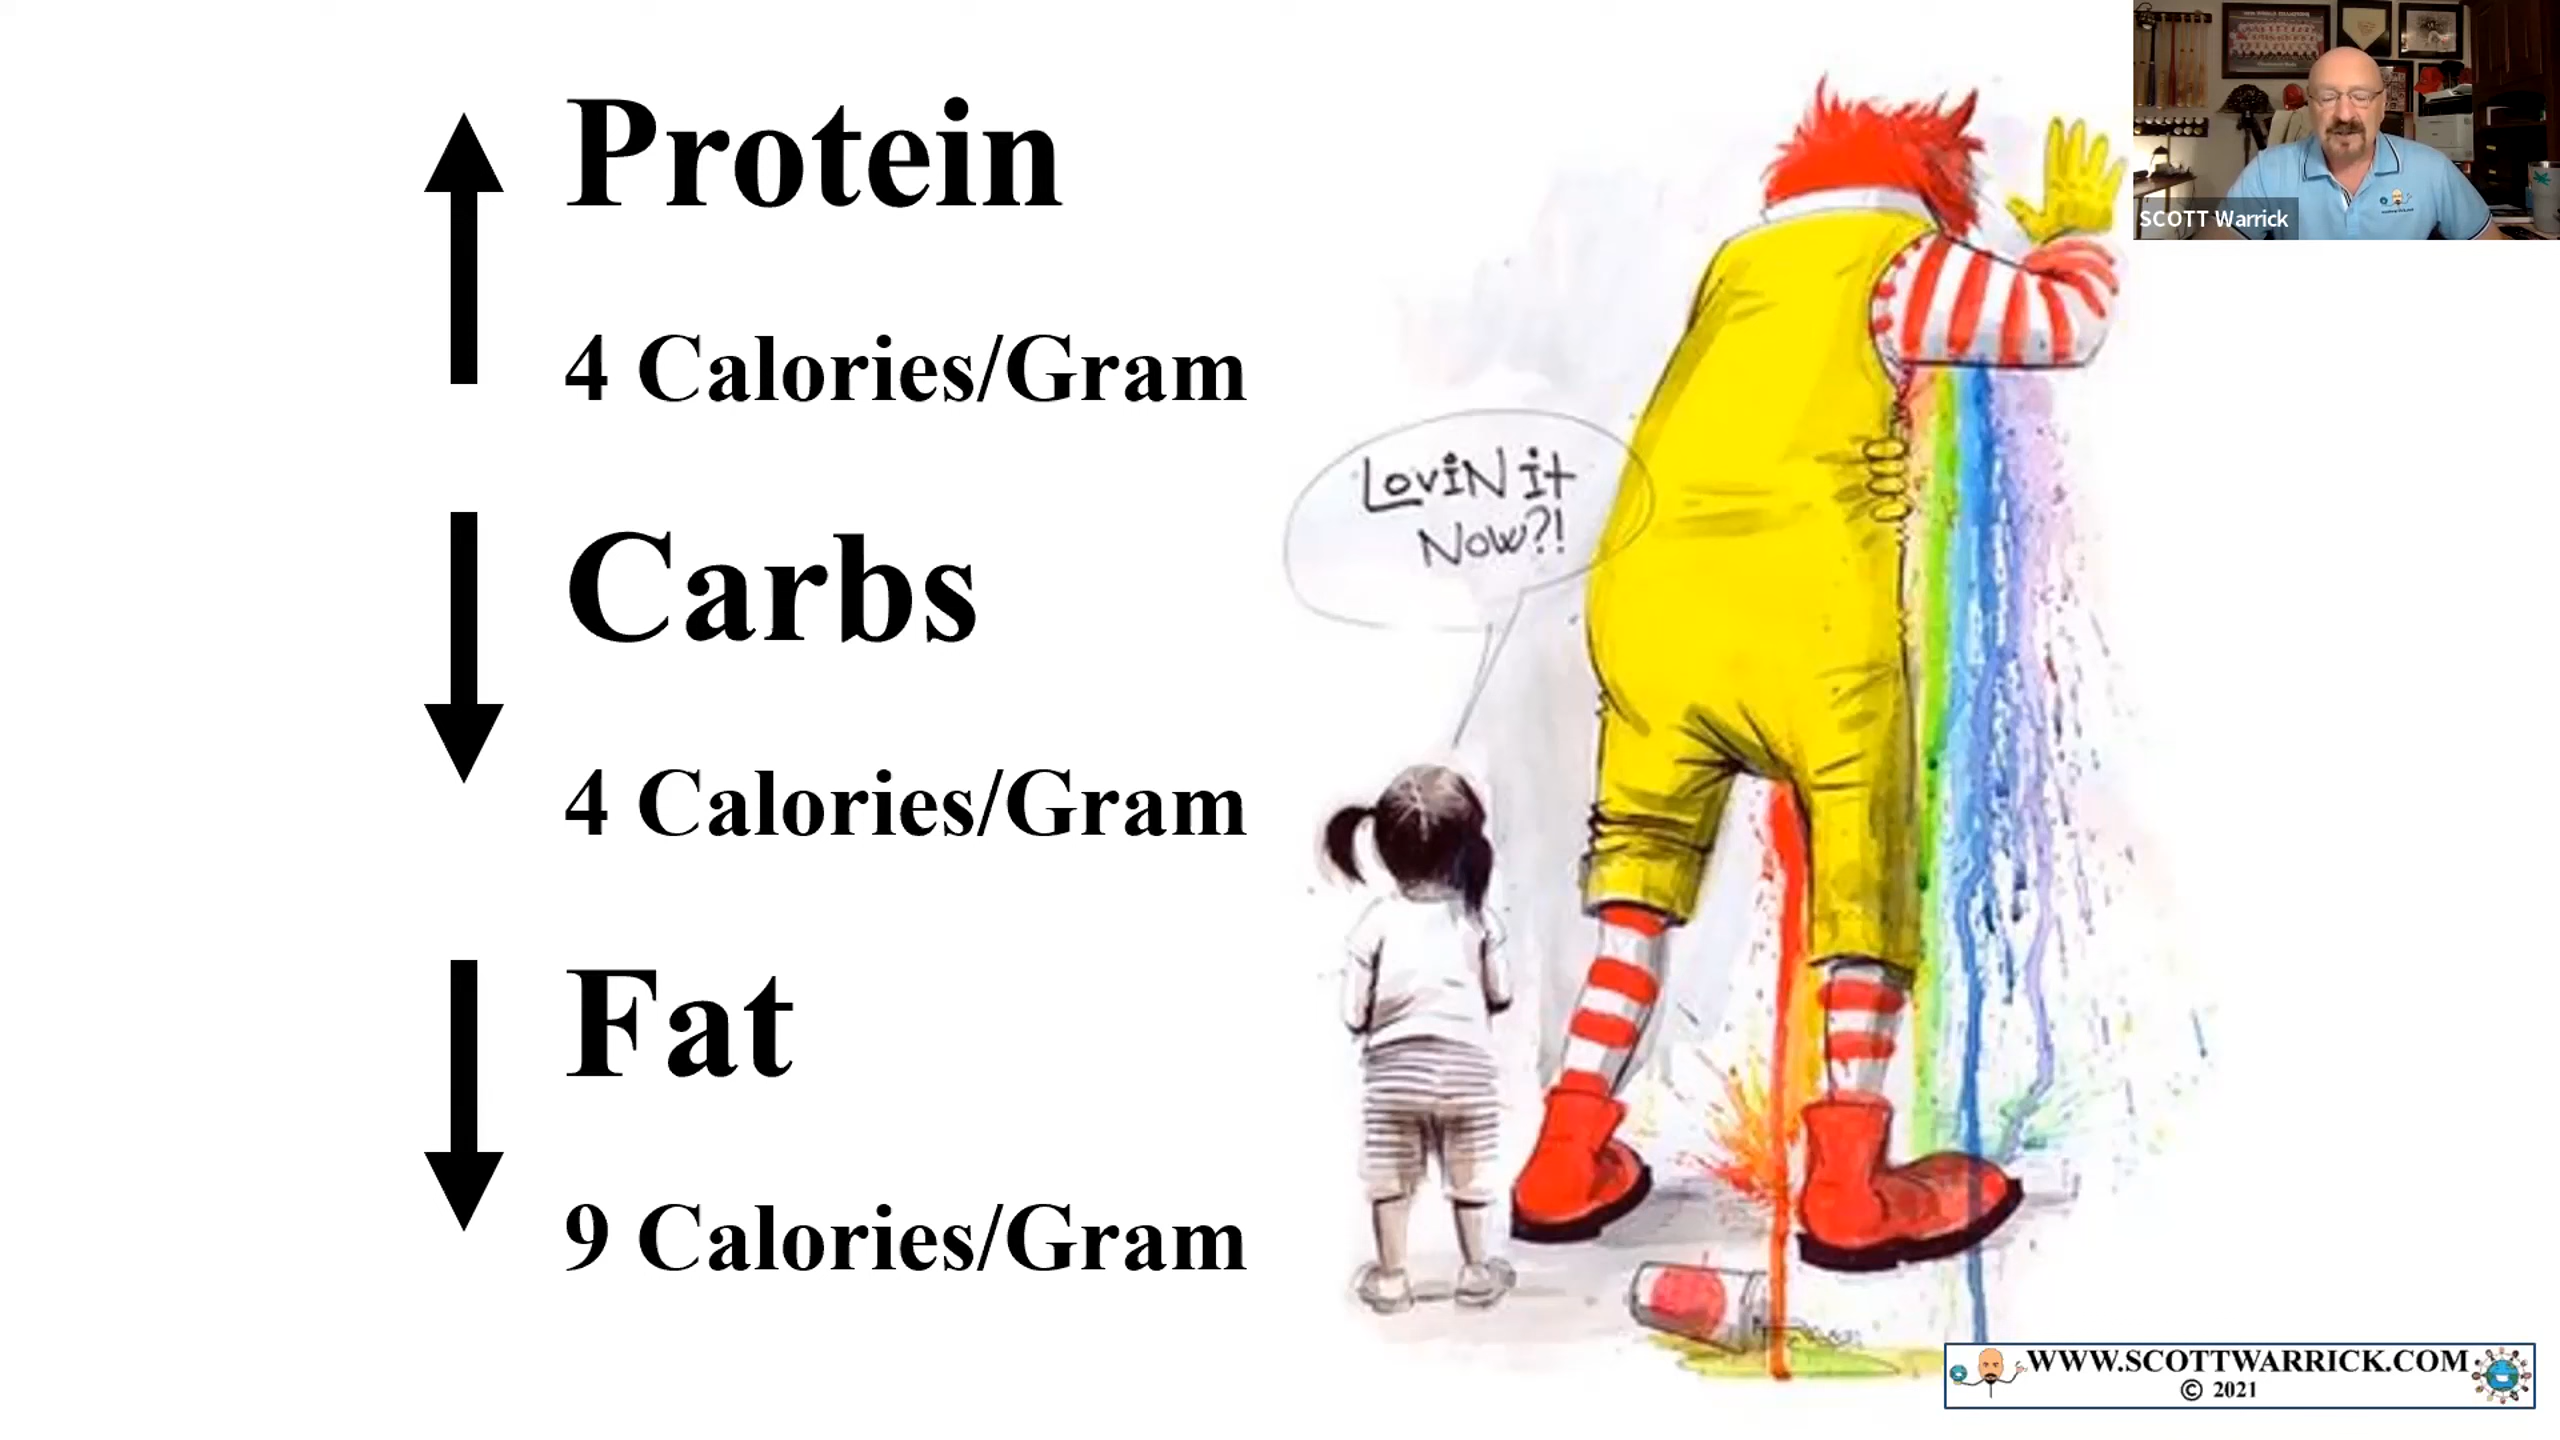 Protein
4 Calories/Gram
Carbs
4 Calories/Gram
Fat
9 Calories/Gram
LoviN it
Now?!
SCOTT Warrick
WWW.SCOTTWARRICK.COM
© 2021